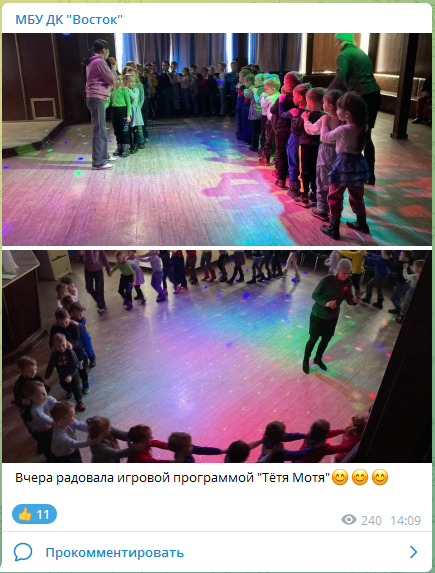 МБУ ДК "Восток"
Вчера радовала игровой программой "Тётя Мотя"😊😊😊
👍 11
240 14:09
Прокомментировать